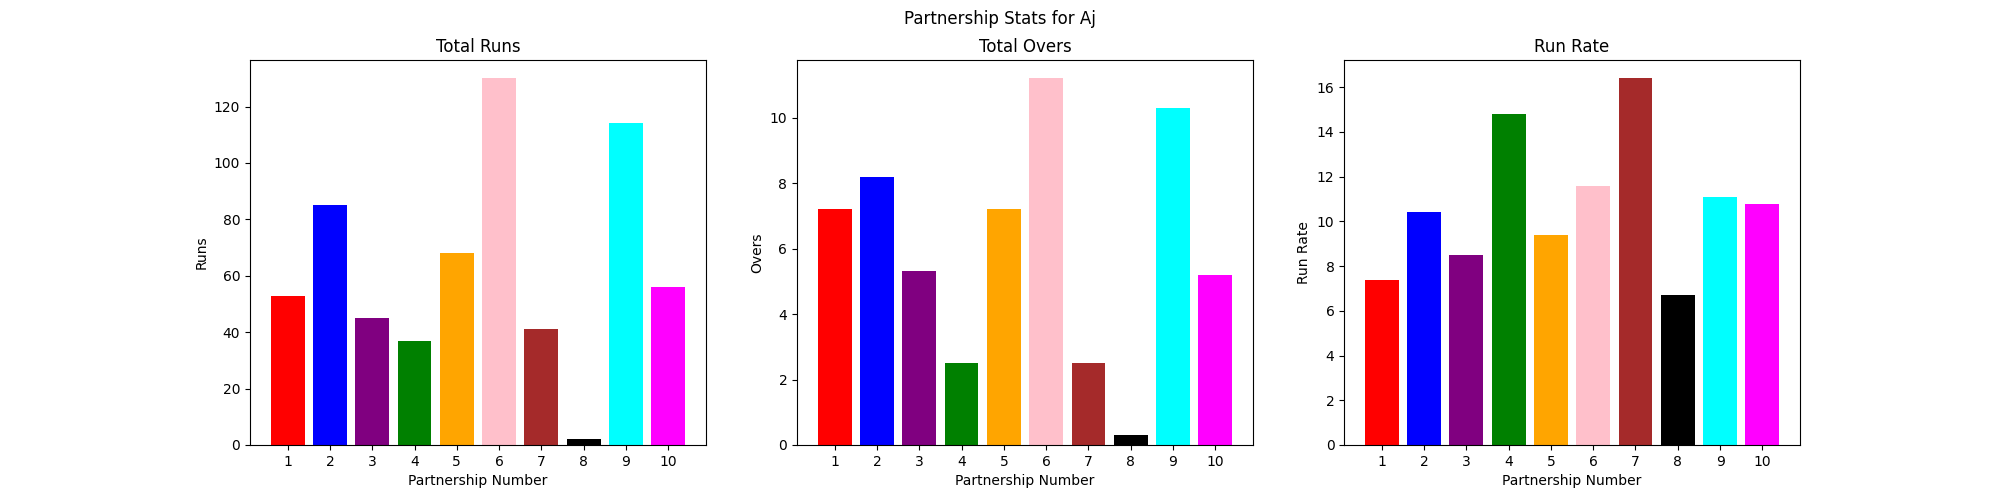 Partnership Stats for Aj
Total Runs
Runs
120
100
80
60
40
20
0
1 2 3 4 5 6 7 8 9 10
Partnership Number
Total Overs
Overs
10
8
6
4
2
0
1 2 3 4 5 6 7 8 9 10
Partnership Number
Run Rate
Run Rate
16
14
12
10
8
6
4
2
0
1 2 3 4 5 6 7 8 9 10
Partnership Number